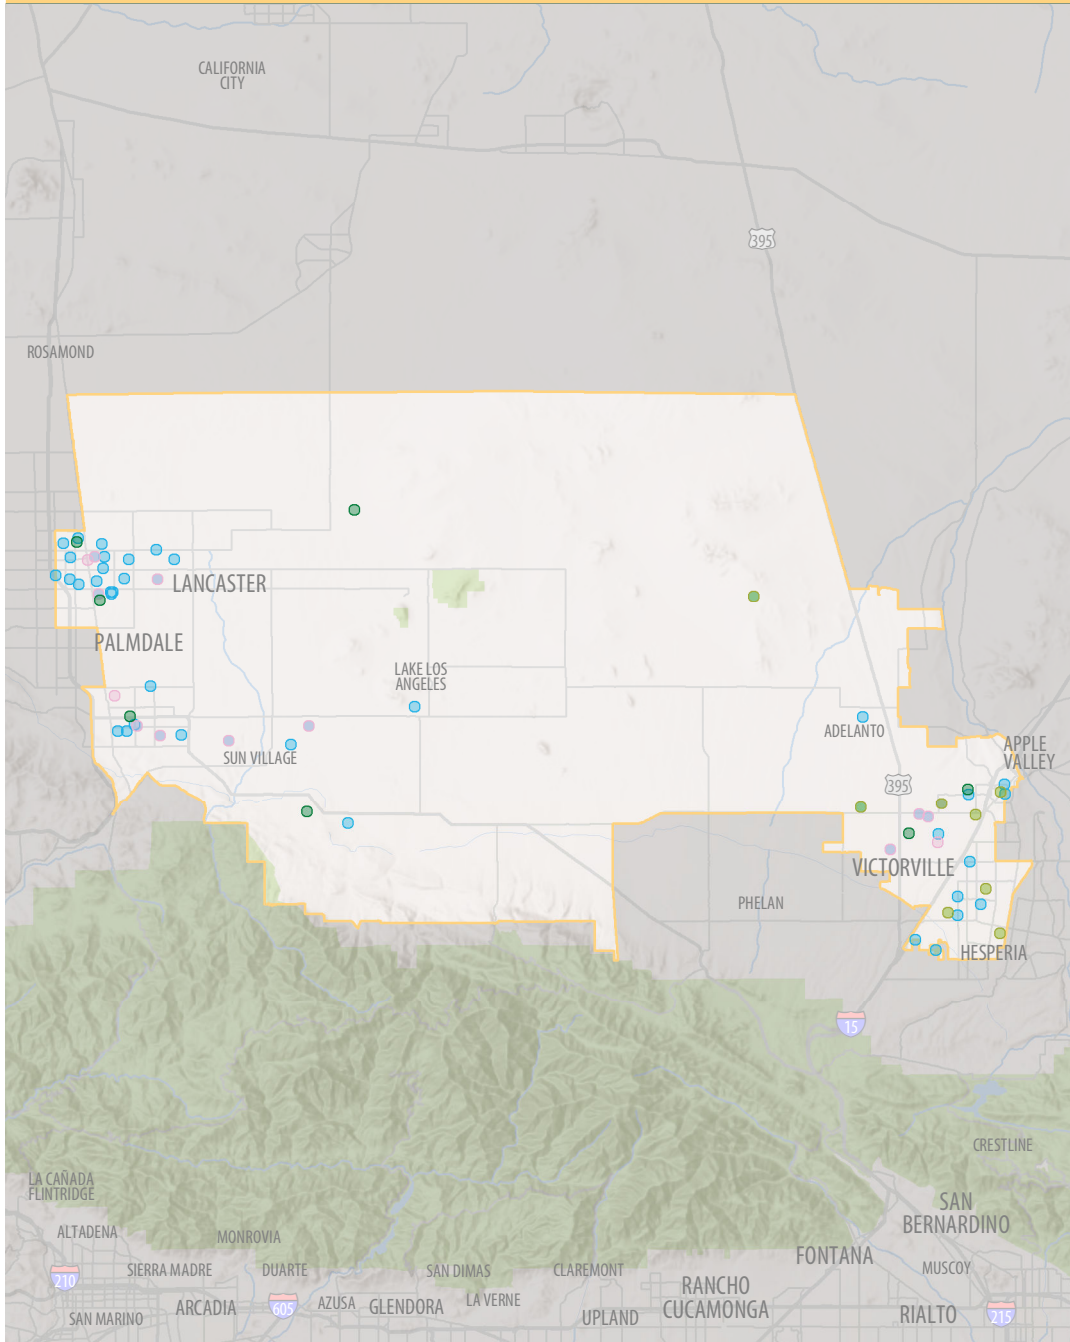 CALIFORNIA
CITY
395
ROSAMOND
LANCASTER
PALMDALE
LAKE LOS
ANGELES
SUN VILLAGE
ADELANTO
APPLE
VALLEY
395
VICTORVILLE
PHELAN
HESPERIA
15
CRESTLINE
LA CAÑADA
FLINTRIDGE
SAN
BERNARDINO
ALTADENA
MONROVIA
FONTANA
SIERRA MADRE
DUARTE
SAN DIMAS
CLAREMONT
MUSCOY
210
RANCHO
CUCAMONGA
SAN MARINO
ARCADIA
605
AZUSA
GLENDORA
LA VERNE
UPLAND
RIALTO
215